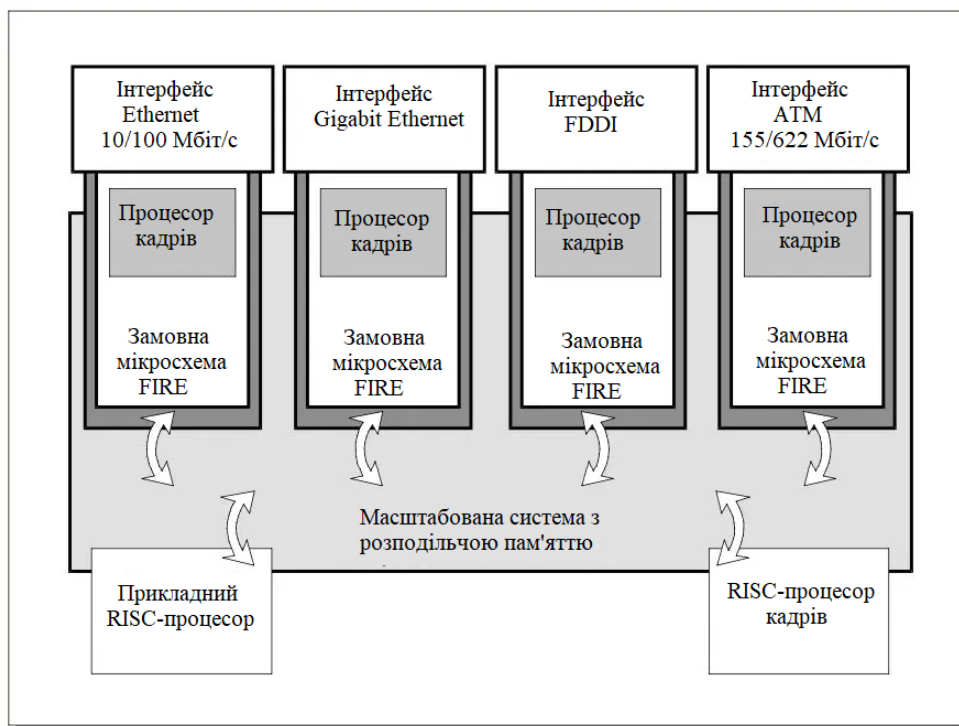 Інтерфейс
Ethernet
10/100 Мбіт/с
Інтерфейс
Gigabit Ethernet
Інтерфейс
FDDI
Інтерфейс
ATM
155/622 Мбіт/с
Процесор
кадрів
Процесор
кадрів
Процесор
кадрів
Процесор
кадрів
Замовна
мікросхема
FIRE
Замовна
мікросхема
FIRE
Замовна
мікросхема
FIRE
Замовна
мікросхема
FIRE
Масштабована система з
розподільчою пам'яттю
Прикладний
RISC-процесор
RISC-процесор
кадрів